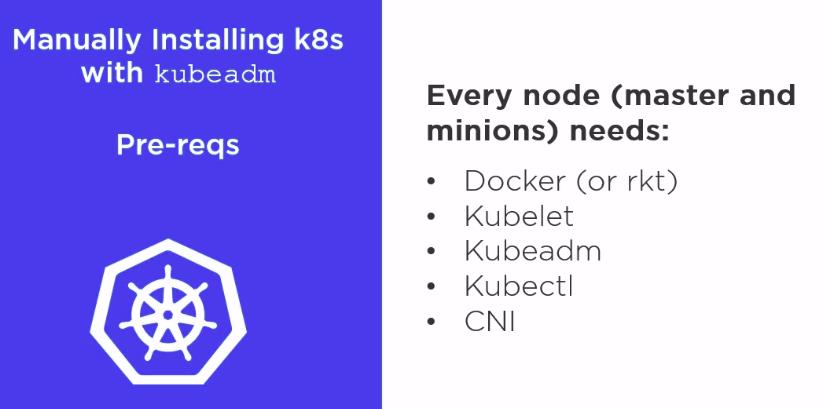 Manually Installing k8s
with kubeadm
Pre-reqs
Every node (master and
minions) needs:
• Docker (or rkt)
• Kubelet
• Kubeadm
• Kubectl
• CNI